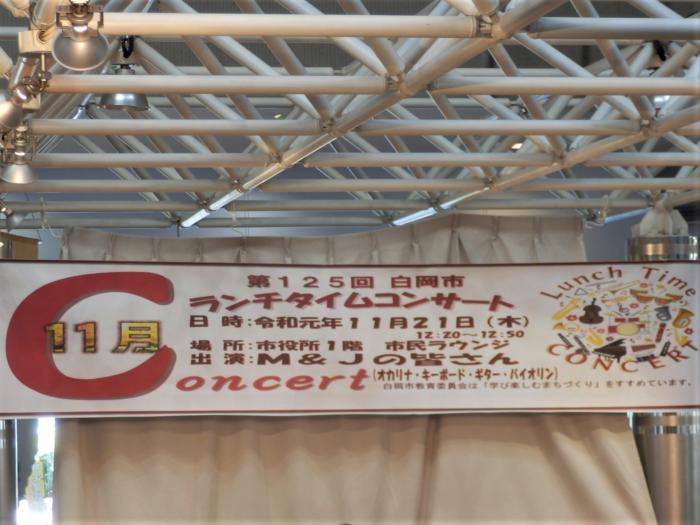 第125回 白岡市
ランチタイムコンサート
11月
日 時:令和元年11月21日(木)
12:20～12:50
場 所:市役所1階 市民ラウンジ
出 演:M&Jの皆さん
Concert
(オカリナ・キーボード・ギター・バイオリン)
白岡市教育委員会は「学び楽しむまちづくり」をすすめています。
Lunch Time
CONCERT